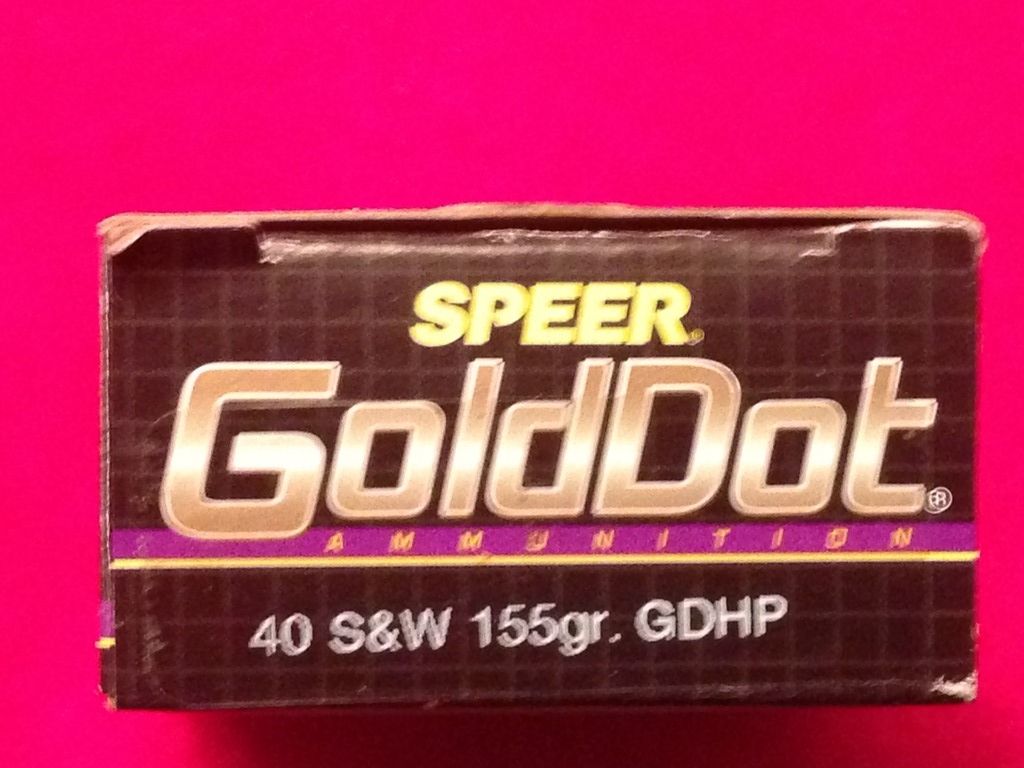 SPEER
GoldDot®
AMMUNITION
40 S&W 155gr. GDHP